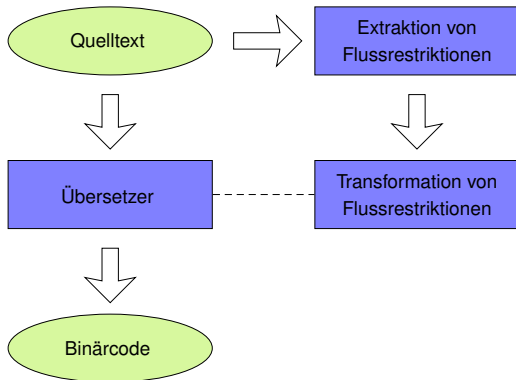 Quelltext
Extraktion von
Flussrestriktionen
Übersetzer
Transformation von
Flussrestriktionen
Binärcode